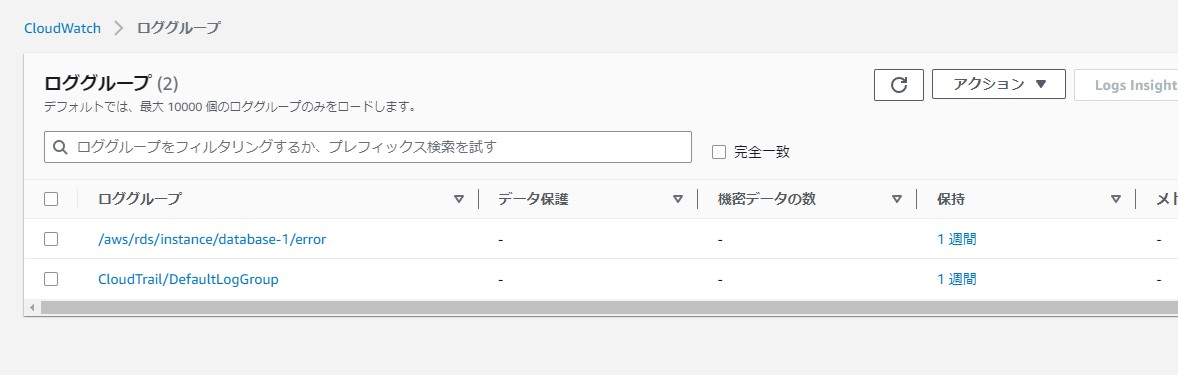 CloudWatch > ロググループ
ロググループ (2)
デフォルトでは、最大 10000 個のロググループのみをロードします。
アクション
Logs Insight
ロググループをフィルタリングするか、プレフィックス検索を試す
完全一致
ロググループ データ保護 機密データの数 保持 メト
/aws/rds/instance/database-1/error - - 1 週間 -
CloudTrail/DefaultLogGroup - - 1 週間 -